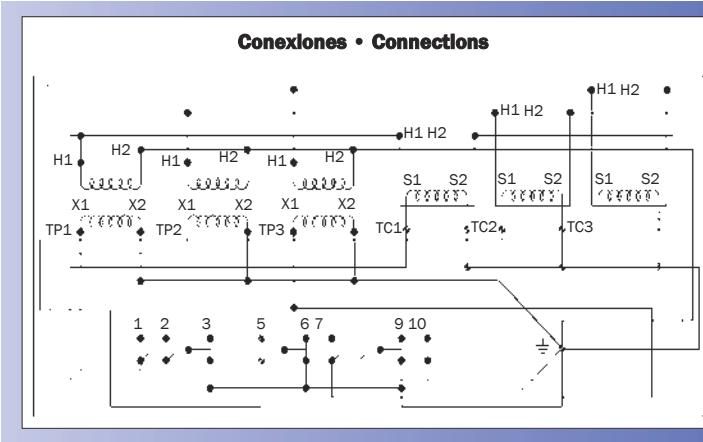 Conexiones • Connections
H1 H2
H1 H2
H1 H2
H1 H2 H1 H2 H1 H2
S1 S2 S1 S2 S1 S2
X1 X2 X1 X2 X1 X2
TP1 TP2 TP3 TC1 TC2 TC3
1 2 3 5 6 7 9 10